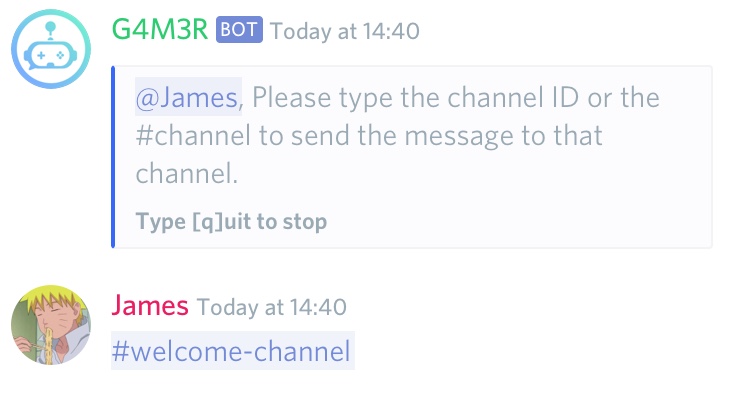 G4M3R BOT Today at 14:40
@James, Please type the channel ID or the
#channel to send the message to that
channel.
Type [q]uit to stop
James Today at 14:40
#welcome-channel